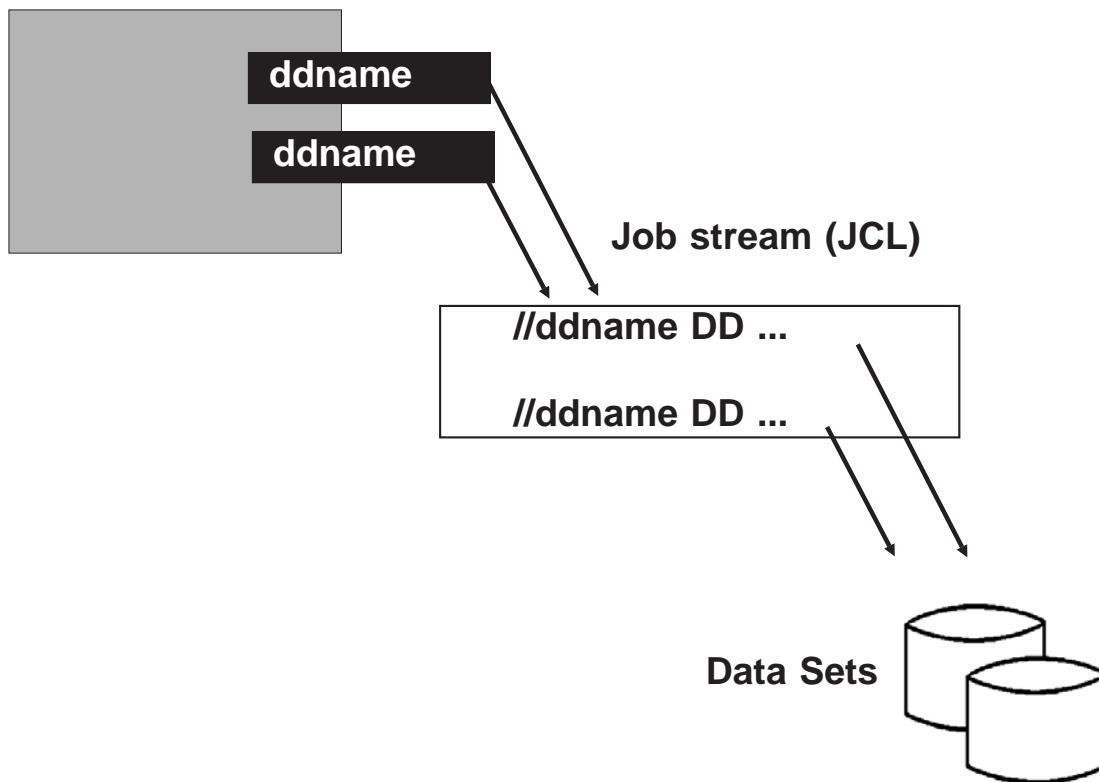 ddname
ddname
Job stream (JCL)
//ddname DD ...
//ddname DD ...
Data Sets